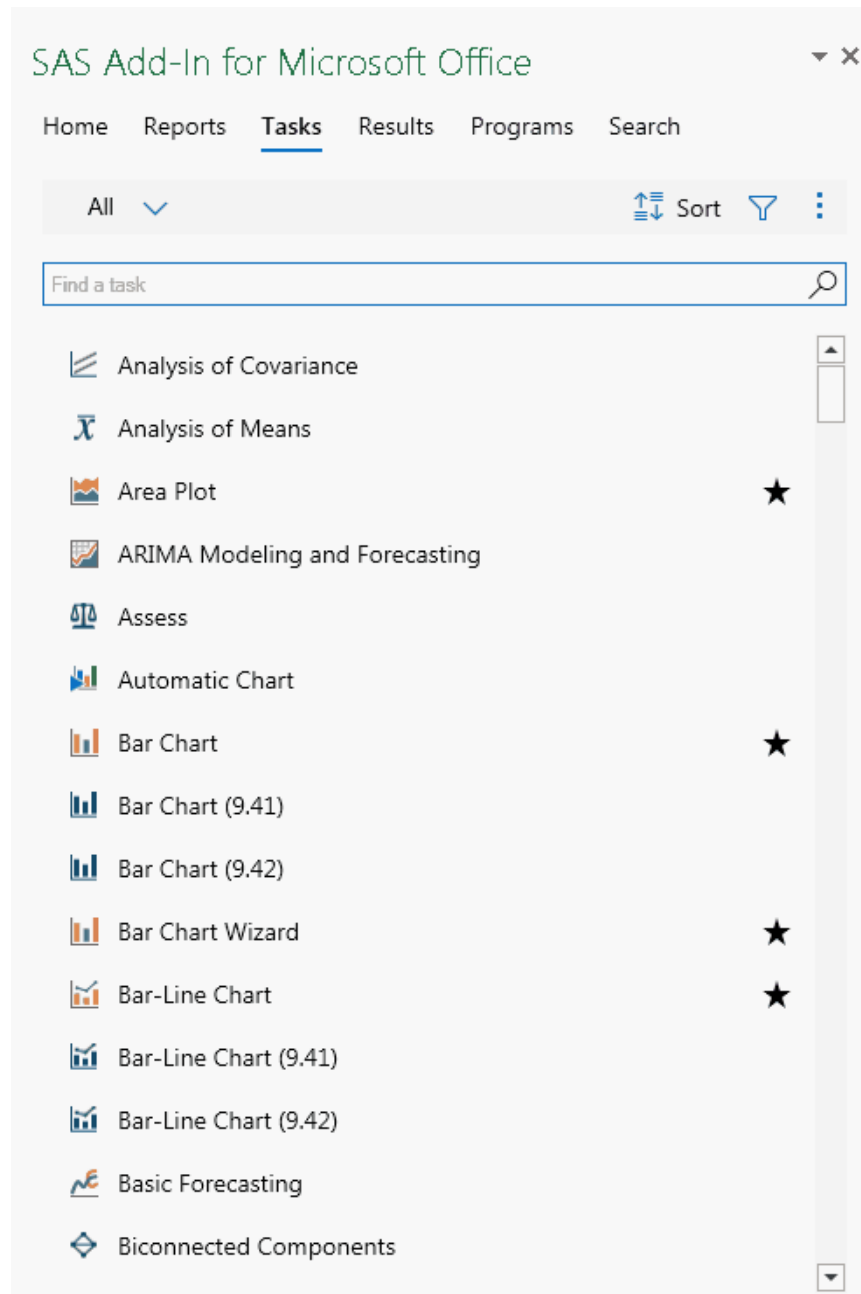 SAS Add-In for Microsoft Office
Home Reports Tasks Results Programs Search
All Sort
Find a task
Analysis of Covariance
Analysis of Means
Area Plot
ARIMA Modeling and Forecasting
Assess
Automatic Chart
Bar Chart
Bar Chart (9.41)
Bar Chart (9.42)
Bar Chart Wizard
Bar-Line Chart
Bar-Line Chart (9.41)
Bar-Line Chart (9.42)
Basic Forecasting
Biconnected Components